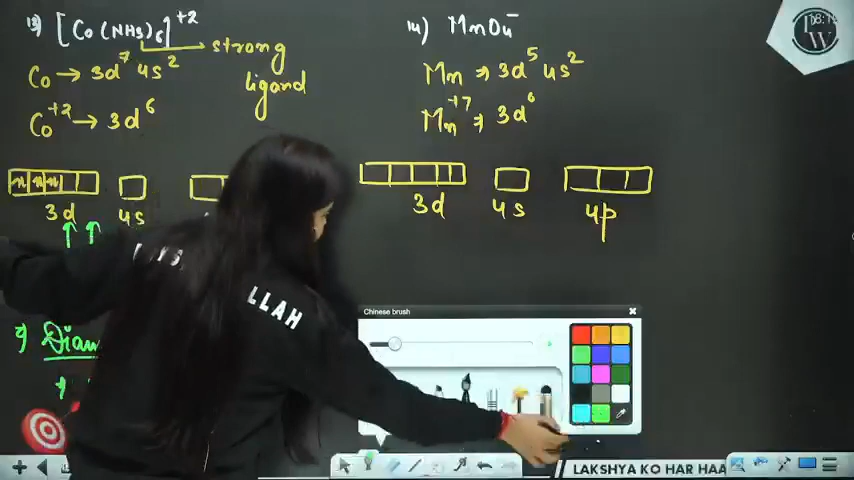 13) [Co(NH3)6]+2
strong
ligand
Co → 3d7 4s2
Co+2 → 3d6
3d 4s
14) MnO4-
Mn ⇒ 3d5 4s2
Mn+7 ⇒ 3d0
3d 4s 4p
LLAH
Chinese brush
LAKSHYA KO HAR HAA